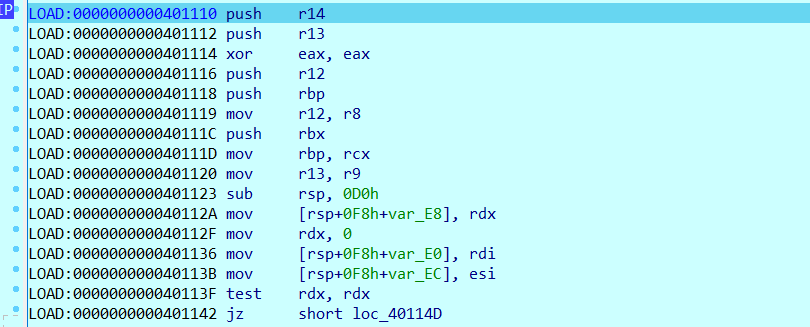 IP LOAD:0000000000401110 push r14
LOAD:0000000000401112 push r13
LOAD:0000000000401114 xor eax, eax
LOAD:0000000000401116 push r12
LOAD:0000000000401118 push rbp
LOAD:0000000000401119 mov r12, r8
LOAD:000000000040111C push rbx
LOAD:000000000040111D mov rbp, rcx
LOAD:0000000000401120 mov r13, r9
LOAD:0000000000401123 sub rsp, 0D0h
LOAD:000000000040112A mov [rsp+0F8h+var_E8], rdx
LOAD:000000000040112F mov rdx, 0
LOAD:0000000000401136 mov [rsp+0F8h+var_E0], rdi
LOAD:000000000040113B mov [rsp+0F8h+var_EC], esi
LOAD:000000000040113F test rdx, rdx
LOAD:0000000000401142 jz short loc_40114D